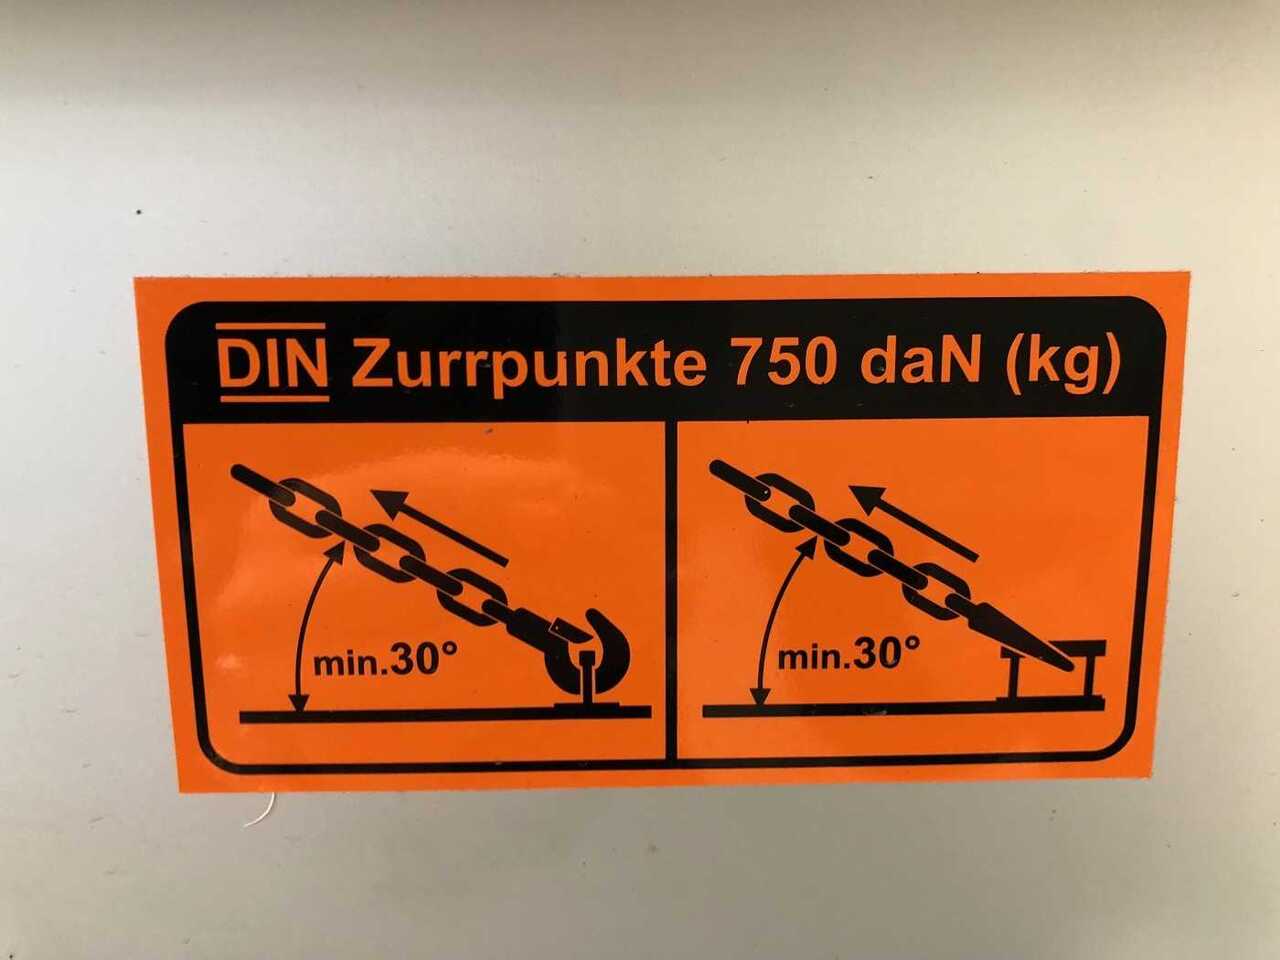 DIN Zurrpunkte 750 daN (kg)
min.30°
min.30°